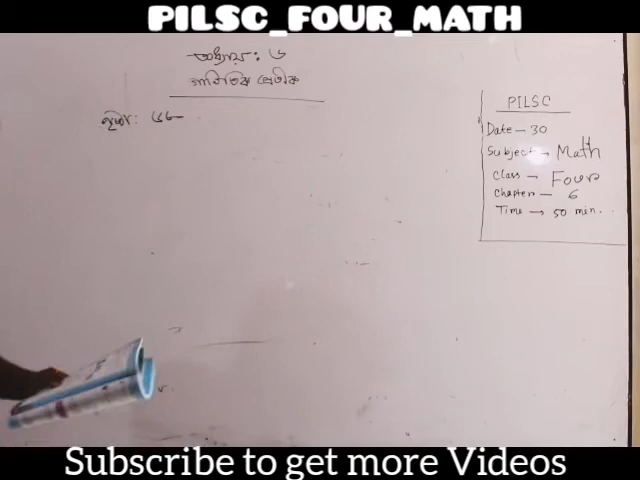 PILSC_FOUR_MATH
অধ্যায়: ৬
গাণিতিক প্রতীক
পৃষ্ঠা:
PILSC
Date — 30
Subject → Math
Class → Four
Chapter — 6
Time → 50 min.
Subscribe to get more Videos